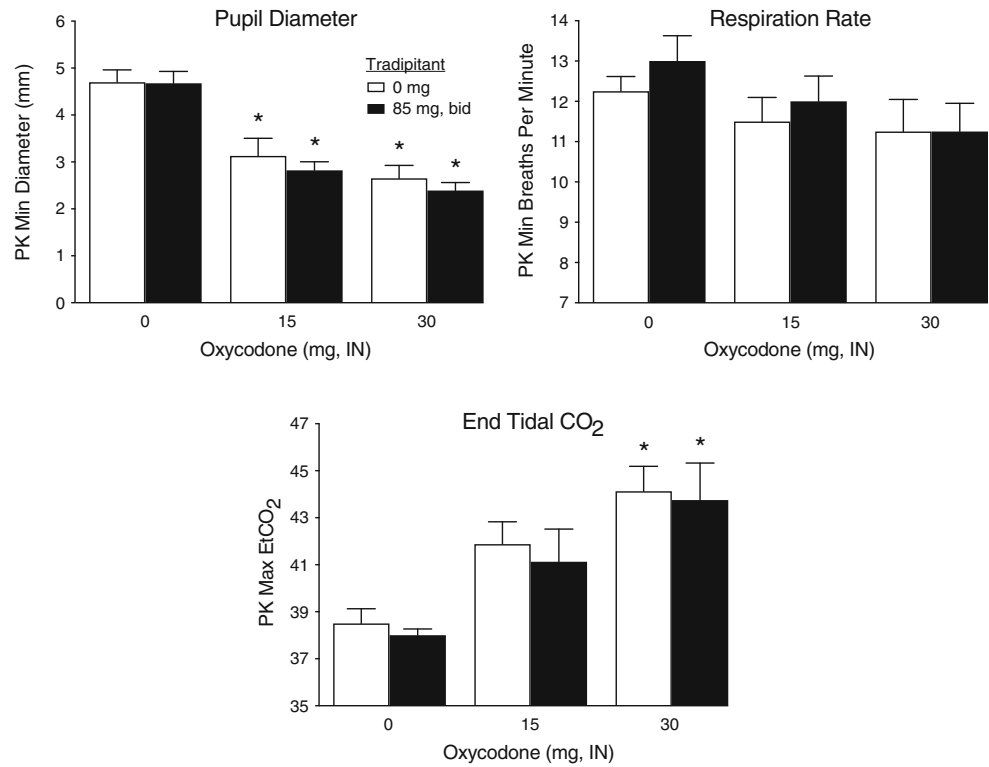 Pupil Diameter
PK Min Diameter (mm)
6
5
4
3
2
1
0
Tradipitant
0 mg
85 mg, bid
* * * *
0 15 30
Oxycodone (mg, IN)
Respiration Rate
PK Min Breaths Per Minute
14
13
12
11
10
9
8
7
0 15 30
Oxycodone (mg, IN)
End Tidal CO2
PK Max EtCO2
47
45
43
41
39
37
35
* *
0 15 30
Oxycodone (mg, IN)